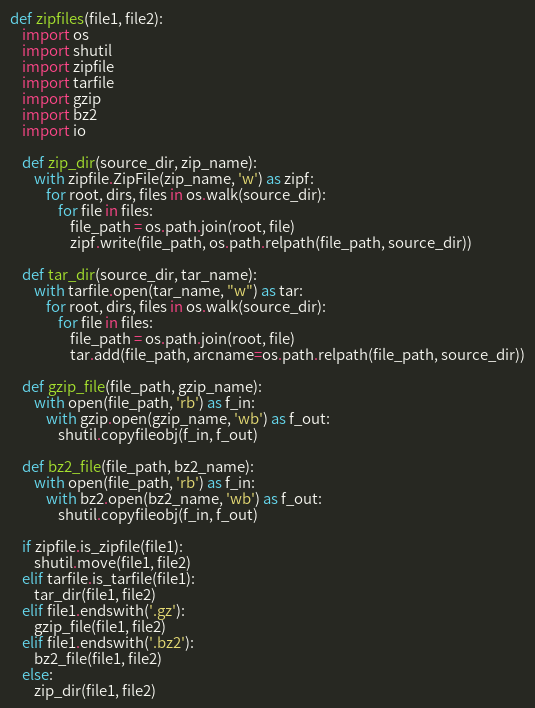 def zipfiles(file1, file2):
    import os
    import shutil
    import zipfile
    import tarfile
    import gzip
    import bz2
    import io

    def zip_dir(source_dir, zip_name):
        with zipfile.ZipFile(zip_name, 'w') as zipf:
            for root, dirs, files in os.walk(source_dir):
                for file in files:
                    file_path = os.path.join(root, file)
                    zipf.write(file_path, os.path.relpath(file_path, source_dir))

    def tar_dir(source_dir, tar_name):
        with tarfile.open(tar_name, "w") as tar:
            for root, dirs, files in os.walk(source_dir):
                for file in files:
                    file_path = os.path.join(root, file)
                    tar.add(file_path, arcname=os.path.relpath(file_path, source_dir))

    def gzip_file(file_path, gzip_name):
        with open(file_path, 'rb') as f_in:
            with gzip.open(gzip_name, 'wb') as f_out:
                shutil.copyfileobj(f_in, f_out)

    def bz2_file(file_path, bz2_name):
        with open(file_path, 'rb') as f_in:
            with bz2.open(bz2_name, 'wb') as f_out:
                shutil.copyfileobj(f_in, f_out)

    if zipfile.is_zipfile(file1):
        shutil.move(file1, file2)
    elif tarfile.is_tarfile(file1):
        tar_dir(file1, file2)
    elif file1.endswith('.gz'):
        gzip_file(file1, file2)
    elif file1.endswith('.bz2'):
        bz2_file(file1, file2)
    else:
        zip_dir(file1, file2)